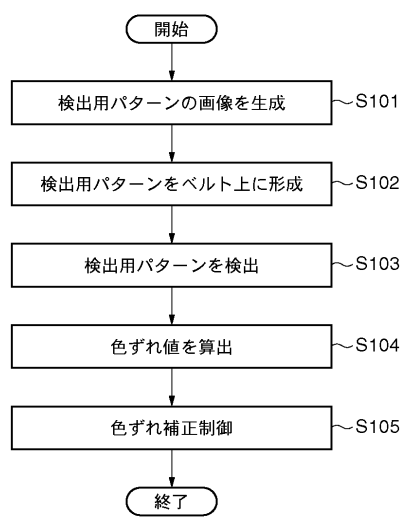 開始
検出用パターンの画像を生成 S101
検出用パターンをベルト上に形成 S102
検出用パターンを検出 S103
色ずれ値を算出 S104
色ずれ補正制御 S105
終了